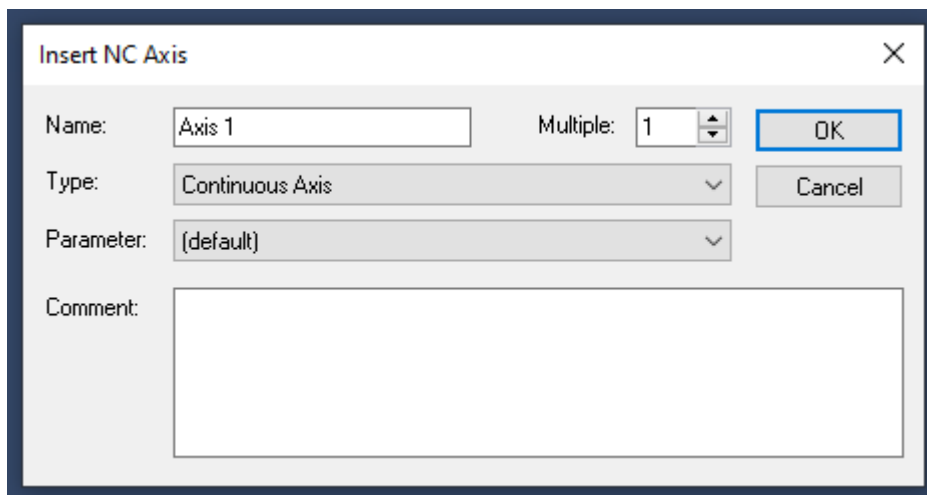 Insert NC Axis
Name: Axis 1 Multiple: 1 OK
Type: Continuous Axis Cancel
Parameter: (default)
Comment: